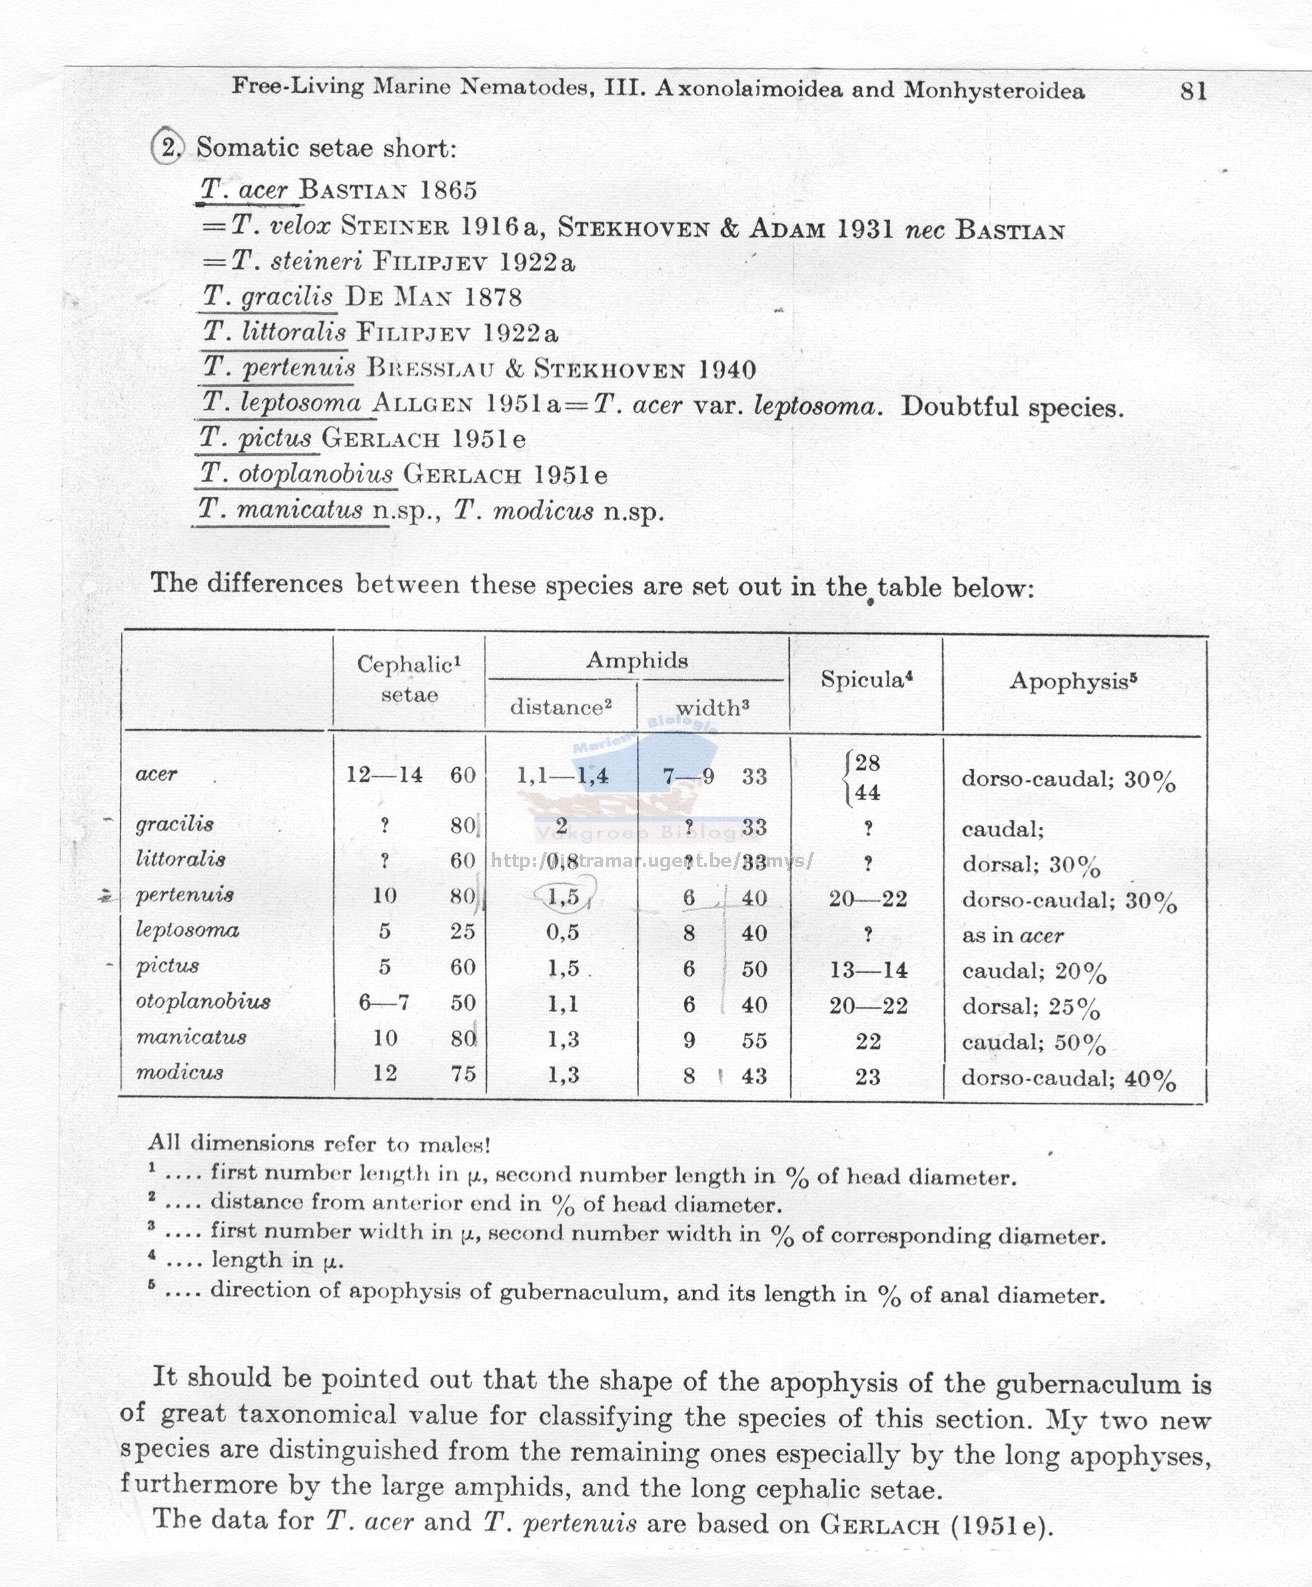 Free-Living Marine Nematodes, III. Axonolaimoidea and Monhysteroidea 81
2. Somatic setae short:
T. acer BASTIAN 1865
=T. velox STEINER 1916a, STEKHOVEN & ADAM 1931 nec BASTIAN
=T. steineri FILIPJEV 1922a
T. gracilis DE MAN 1878
T. littoralis FILIPJEV 1922a
T. pertenuis BRESSLAU & STEKHOVEN 1940
T. leptosoma ALLGEN 1951a=T. acer var. leptosoma. Doubtful species.
T. pictus GERLACH 1951e
T. otoplanobius GERLACH 1951e
T. manicatus n.sp., T. modicus n.sp.
The differences between these species are set out in the table below:
Cephalic¹ setae Amphids Spicula⁴ Apophysis⁵
distance² width³
acer 12—14 60 1,1—1,4 7—9 33 {28 44 dorso-caudal; 30%
gracilis ? 80 2 ? 33 ? caudal;
littoralis ? 60 0,8 ? 33 ? dorsal; 30%
pertenuis 10 80 1,5 6 40 20—22 dorso-caudal; 30%
leptosoma 5 25 0,5 8 40 ? as in acer
pictus 5 60 1,5 6 50 13—14 caudal; 20%
otoplanobius 6—7 50 1,1 6 40 20—22 dorsal; 25%
manicatus 10 80 1,3 9 55 22 caudal; 50%
modicus 12 75 1,3 8 43 23 dorso-caudal; 40%
Mariene Biologie
Vakgroep Biologie
All dimensions refer to males!
¹ .... first number length in μ, second number length in % of head diameter.
² .... distance from anterior end in % of head diameter.
³ .... first number width in μ, second number width in % of corresponding diameter.
⁴ .... length in μ.
⁵ .... direction of apophysis of gubernaculum, and its length in % of anal diameter.
It should be pointed out that the shape of the apophysis of the gubernaculum is
of great taxonomical value for classifying the species of this section. My two new
species are distinguished from the remaining ones especially by the long apophyses,
furthermore by the large amphids, and the long cephalic setae.
The data for T. acer and T. pertenuis are based on GERLACH (1951e).